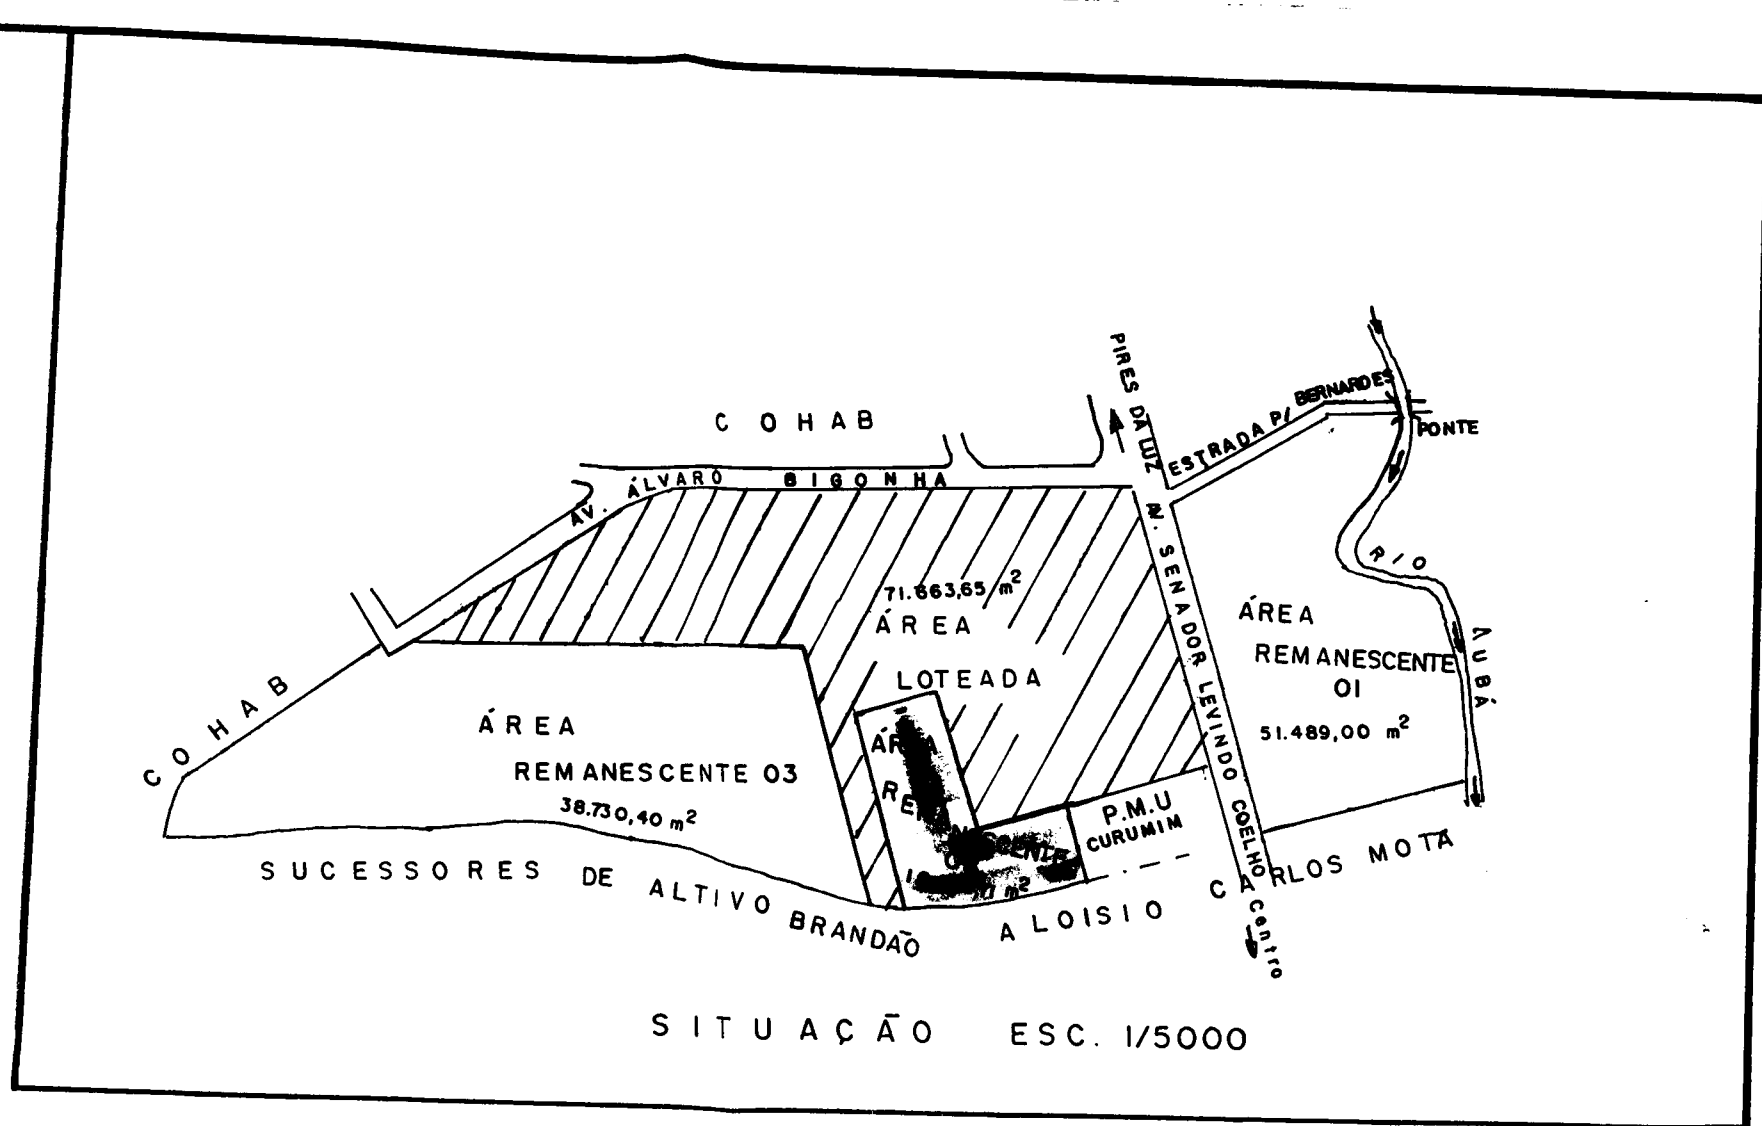 PIRES DA LUZ
ESTRADA P/ BERNARDES
PONTE
COHAB
AV. ÁLVARO BIGONHA
AV. SENADOR LEVINDO COELHO
RIO
71.663,65 m²
ÁREA
LOTEADA
ÁREA
REMANESCENTE
01
51.489,00 m²
COHAB
ÁREA
REMANESCENTE 03
38.730,40 m²
ÁREA
P.M.U
CURUMIM
SUCESSORES DE ALTIVO BRANDÃO
ALOISIO CARLOS MOTA
Centro
SITUAÇÃO ESC. 1/5000